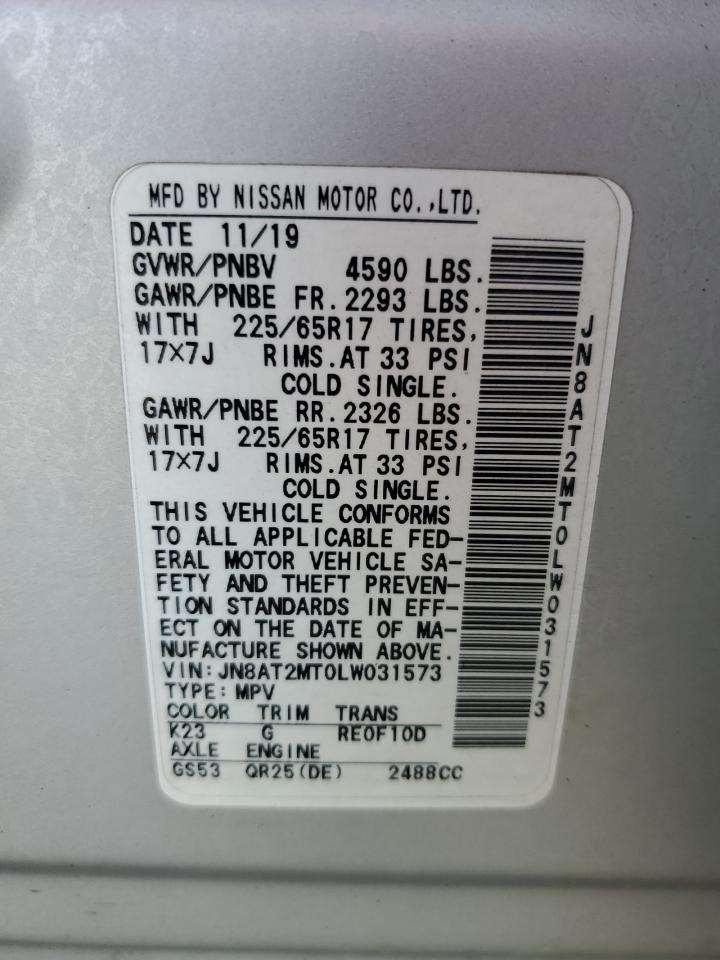 MFD BY NISSAN MOTOR CO.,LTD.
DATE 11/19
GVWR/PNBV 4590 LBS.
GAWR/PNBE FR.2293 LBS.
WITH 225/65R17 TIRES,
17×7J RIMS.AT 33 PSI
COLD SINGLE.
GAWR/PNBE RR.2326 LBS.
WITH 225/65R17 TIRES,
17×7J RIMS.AT 33 PSI
COLD SINGLE.
THIS VEHICLE CONFORMS
TO ALL APPLICABLE FED-
ERAL MOTOR VEHICLE SA-
FETY AND THEFT PREVEN-
TION STANDARDS IN EFF-
ECT ON THE DATE OF MA-
NUFACTURE SHOWN ABOVE.
VIN:JN8AT2MT0LW031573
TYPE:MPV
COLOR TRIM TRANS
K23 G RE0F10D
AXLE ENGINE
GS53 QR25(DE) 2488CC
JN8AT2MT0LW031573